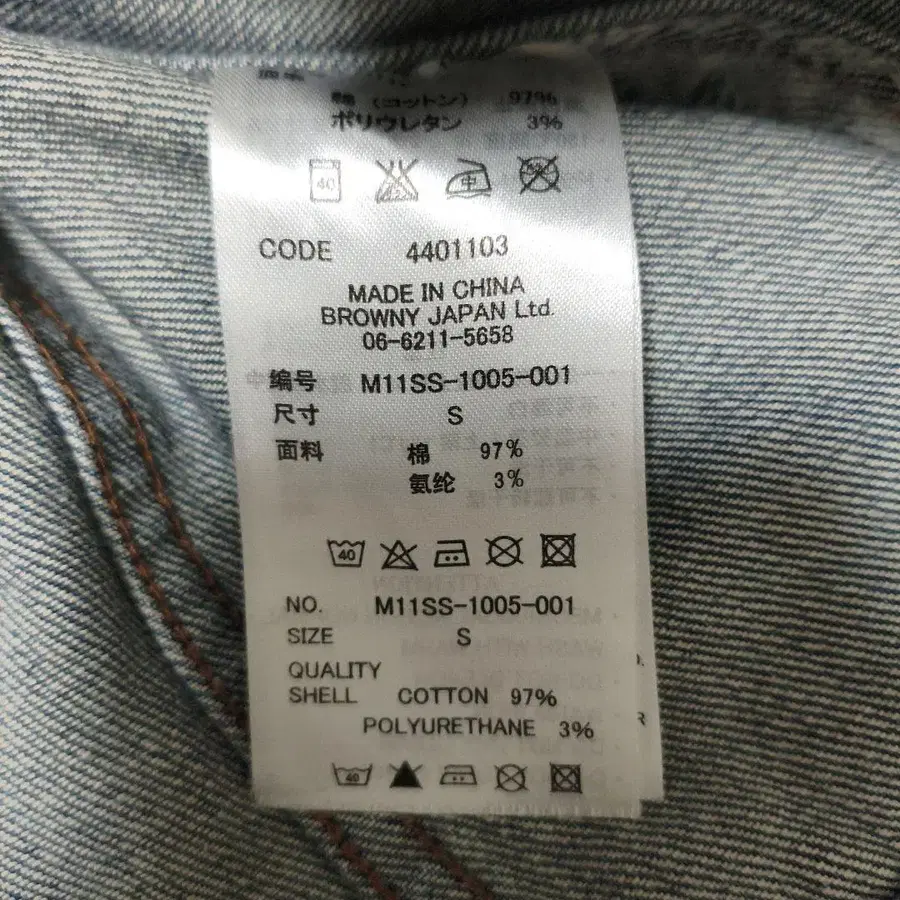 綿 (コットン) 97%
ポリウレタン 3%
40 中
CODE 4401103
MADE IN CHINA
BROWNY JAPAN Ltd.
06-6211-5658
编号 M11SS-1005-001
尺寸 S
面料 棉 97%
氨纶 3%
40
NO. M11SS-1005-001
SIZE S
QUALITY
SHELL COTTON 97%
POLYURETHANE 3%
40